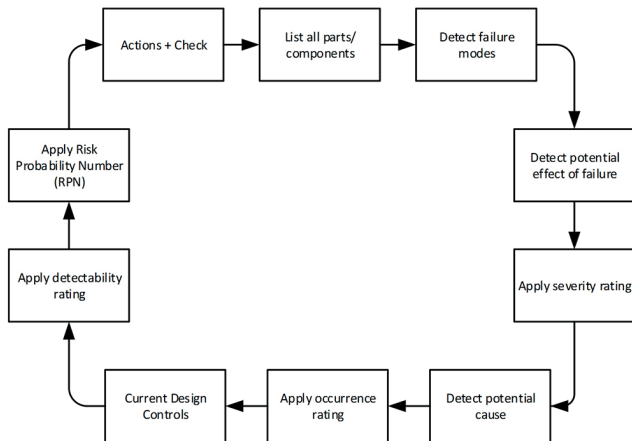 Actions + Check
List all parts/
components
Detect failure
modes
Detect potential
effect of failure
Apply severity rating
Detect potential
cause
Apply occurrence
rating
Current Design
Controls
Apply detectability
rating
Apply Risk
Probability Number
(RPN)